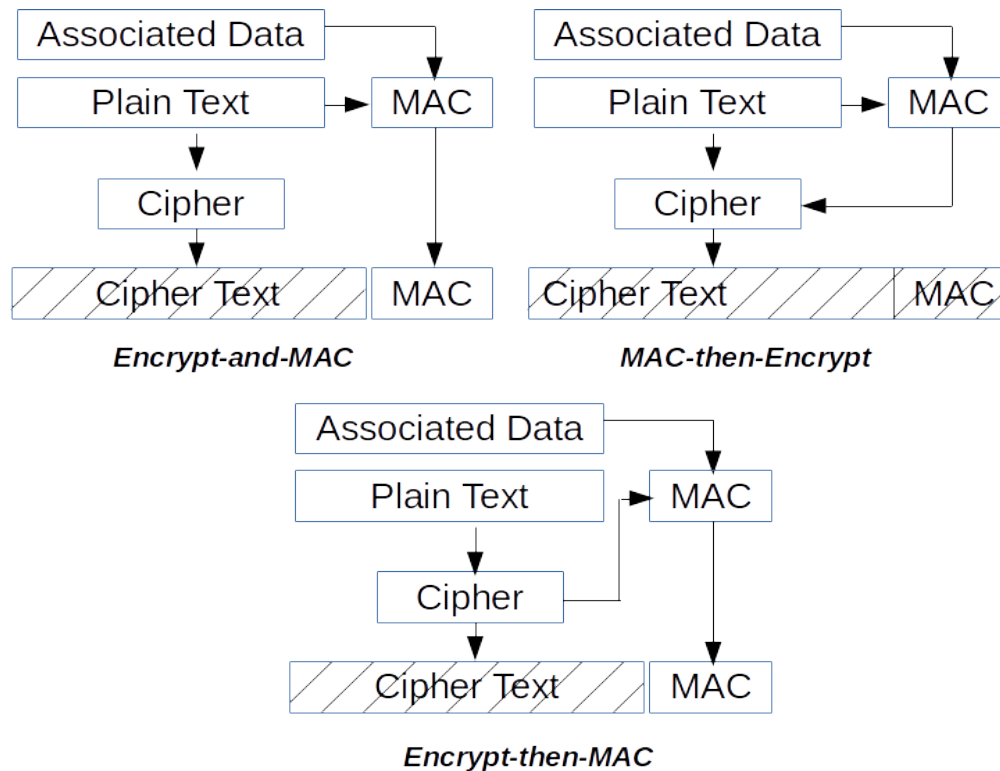 Associated Data
Plain Text
MAC
Cipher
Cipher Text
MAC
Encrypt-and-MAC
Associated Data
Plain Text
MAC
Cipher
Cipher Text
MAC
MAC-then-Encrypt
Associated Data
Plain Text
MAC
Cipher
Cipher Text
MAC
Encrypt-then-MAC